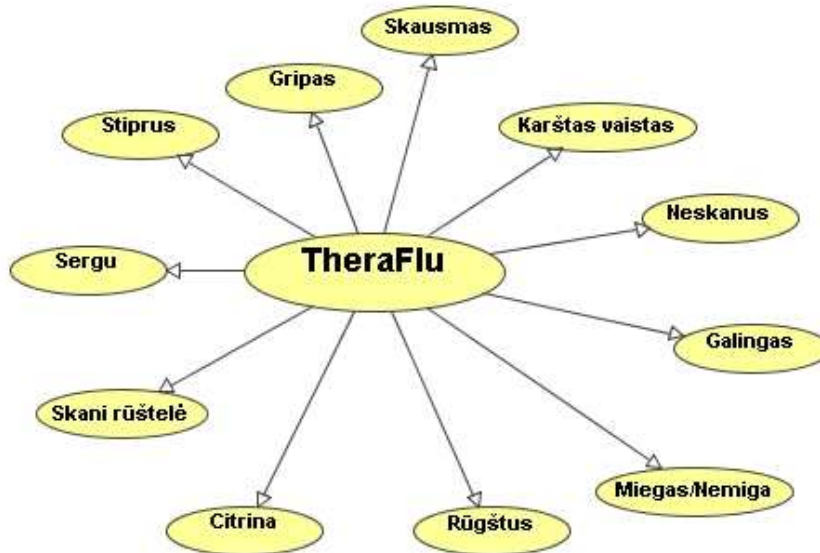 Skausmas
Gripas
Stiprus
Karštas vaistas
Neskanus
TheraFlu
Sergu
Galingas
Skani rūštelė
Miegas/Nemiga
Citrina
Rūgštus